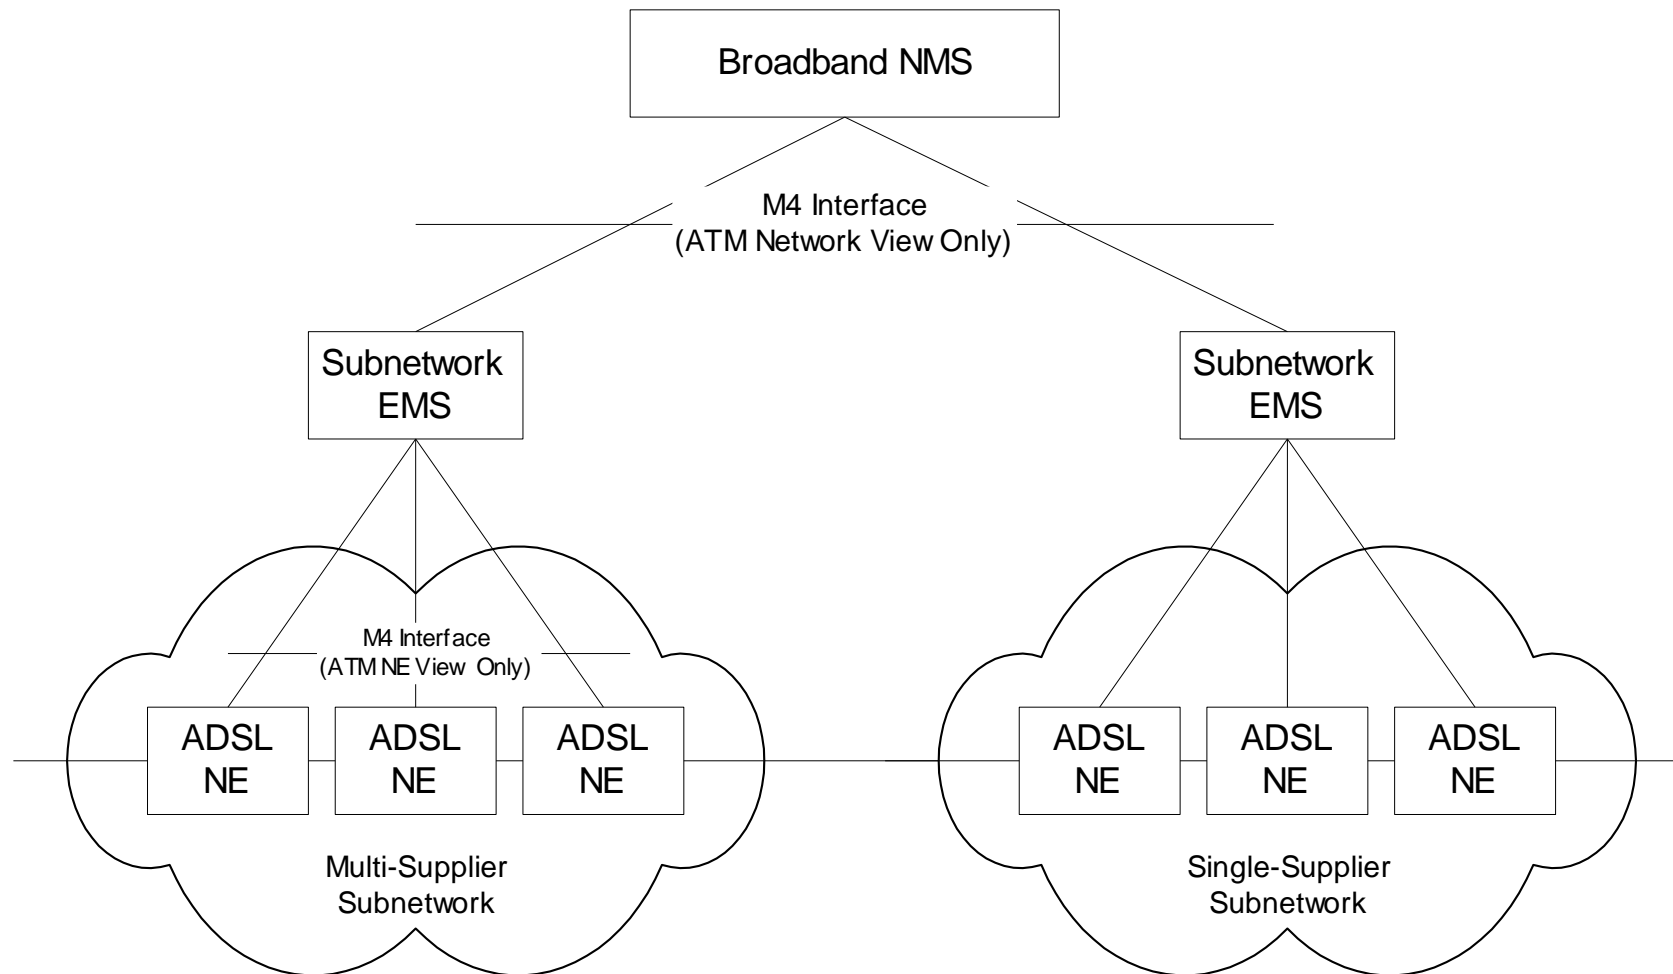 Broadband NMS
M4 Interface
(ATM Network View Only)
Subnetwork
EMS
Subnetwork
EMS
M4 Interface
(ATM NE View Only)
ADSL
NE
ADSL
NE
ADSL
NE
ADSL
NE
ADSL
NE
ADSL
NE
Multi-Supplier
Subnetwork
Single-Supplier
Subnetwork